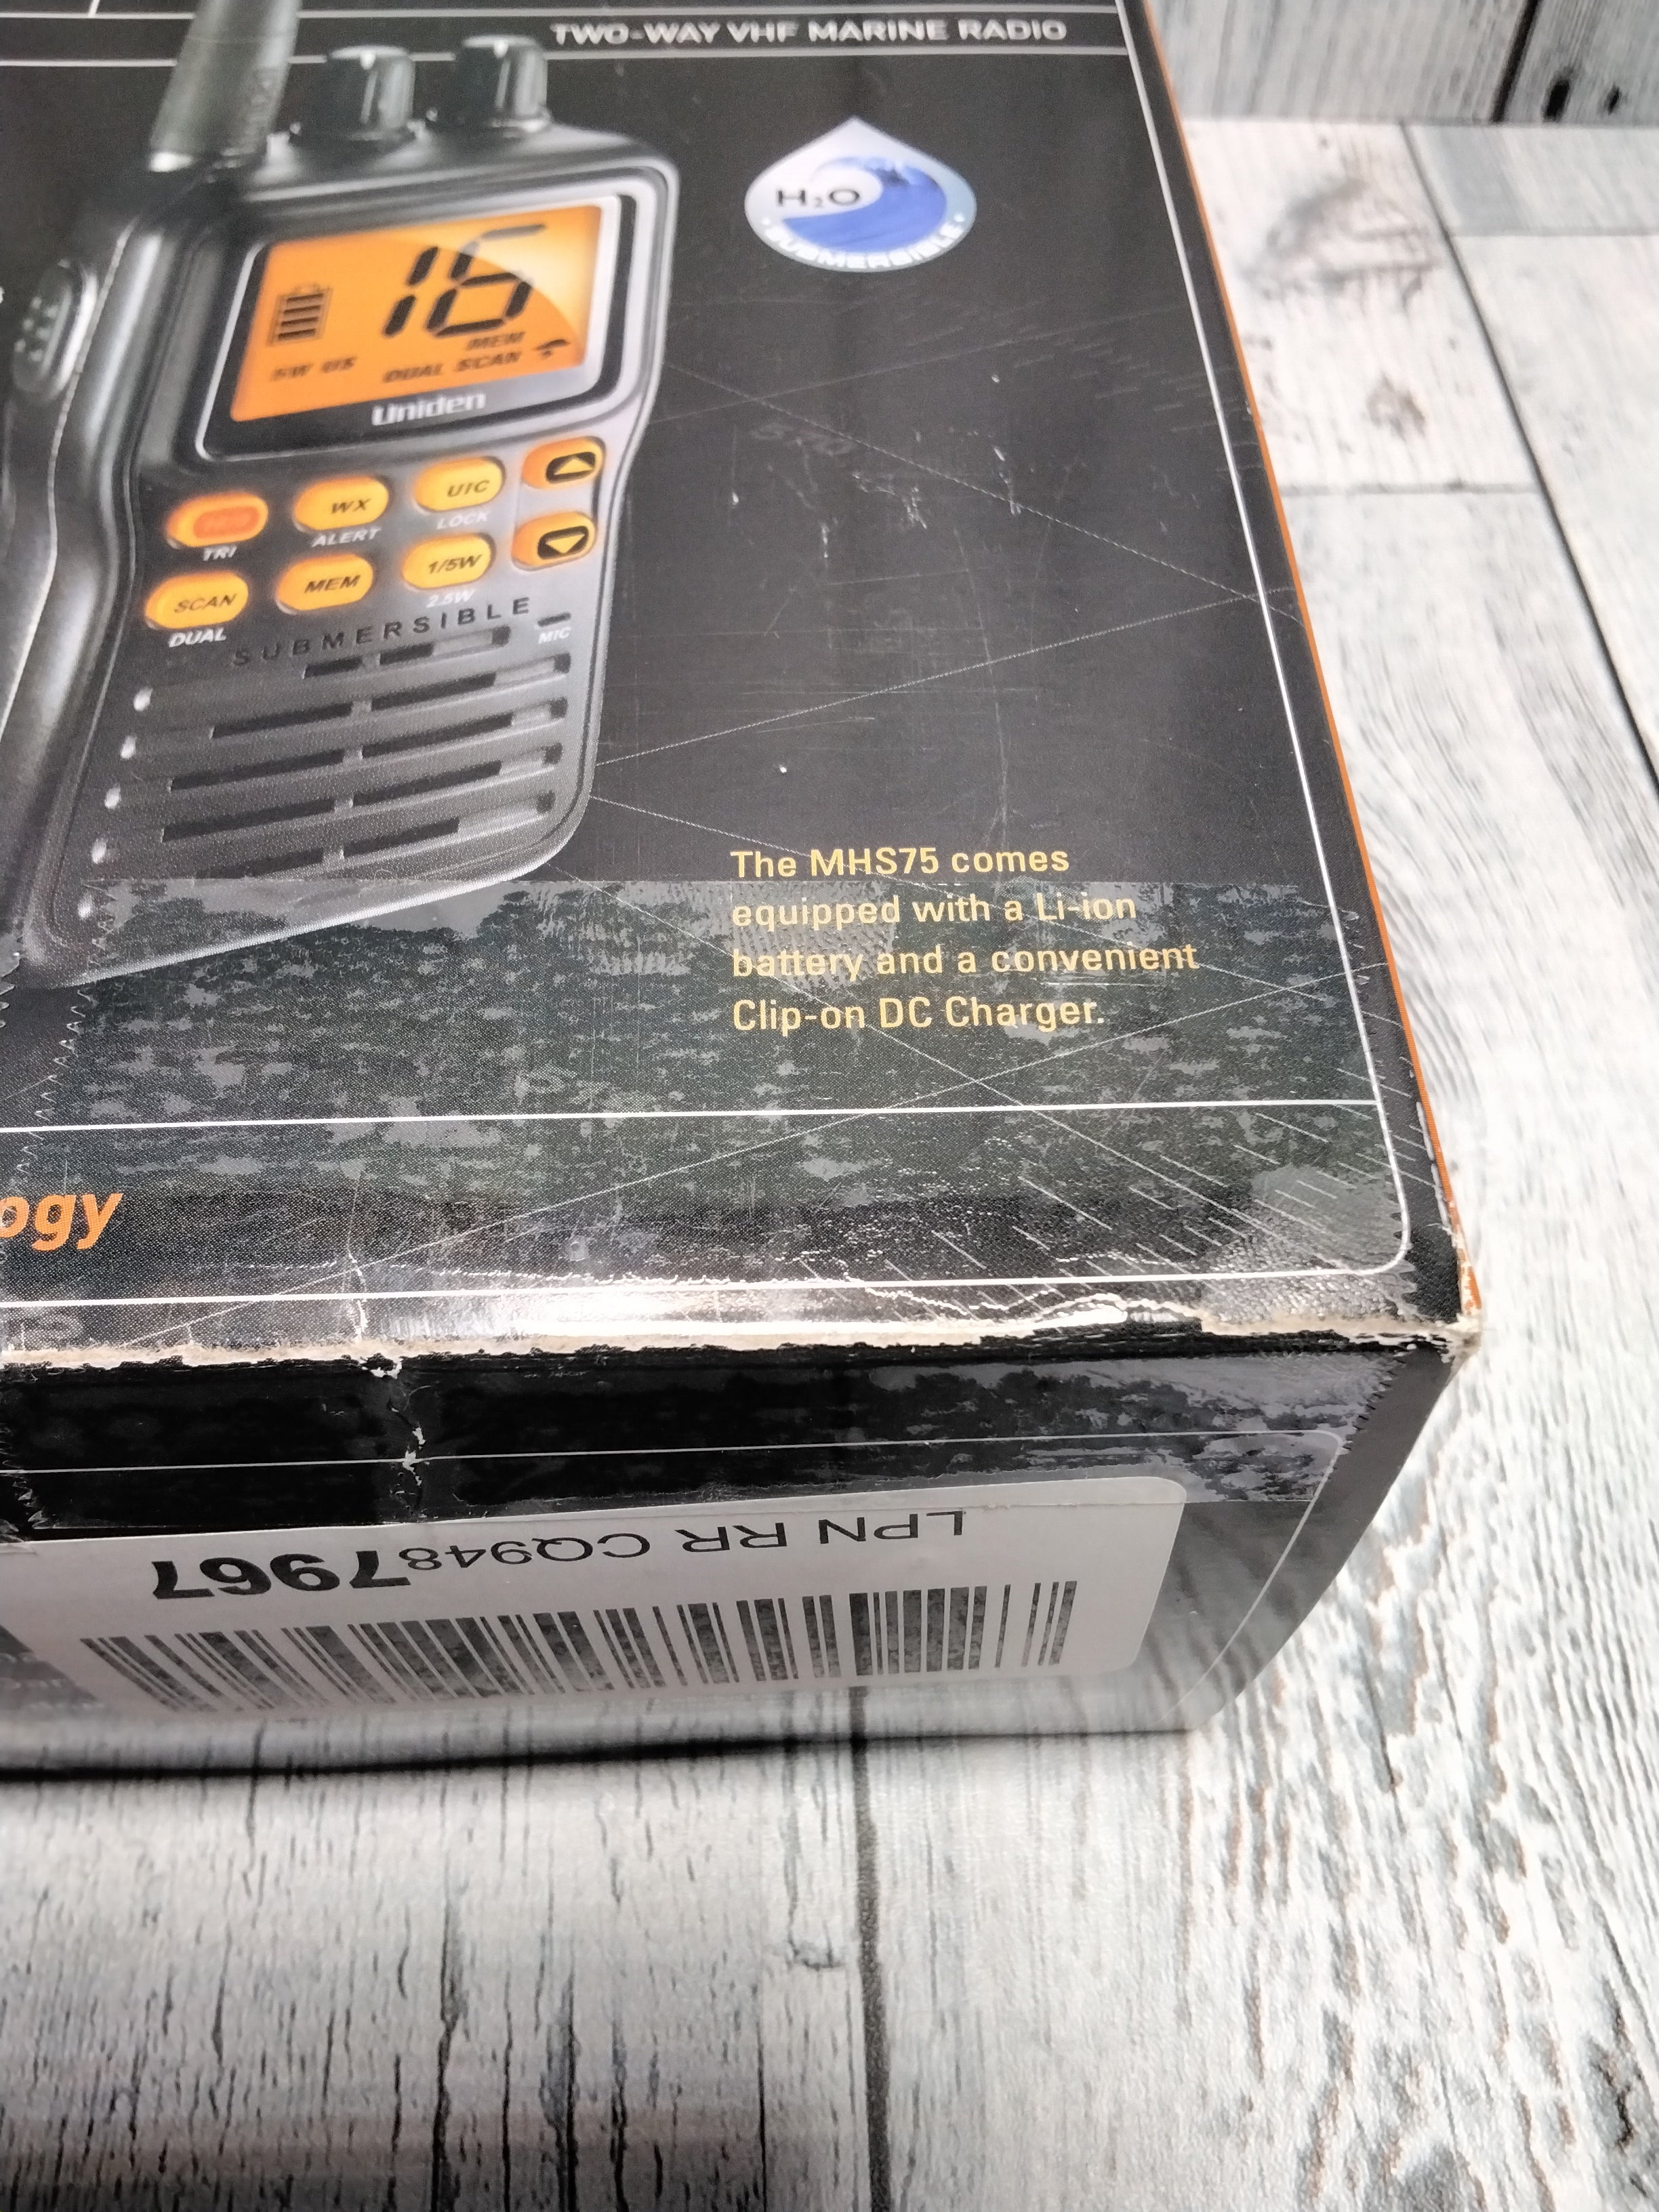 TWO-WAY VHF MARINE RADIO
H₂O
SUBMERSIBLE
16
MEM
5W US DUAL SCAN
Uniden
WX
UIC
TRI
ALERT
LOCK
SCAN
MEM
1/5W
DUAL
2.5W
SUBMERSIBLE
MIC
The MHS75 comes
equipped with a Li-ion
battery and a convenient
Clip-on DC Charger.
ogy
LPN RR CQ9487967